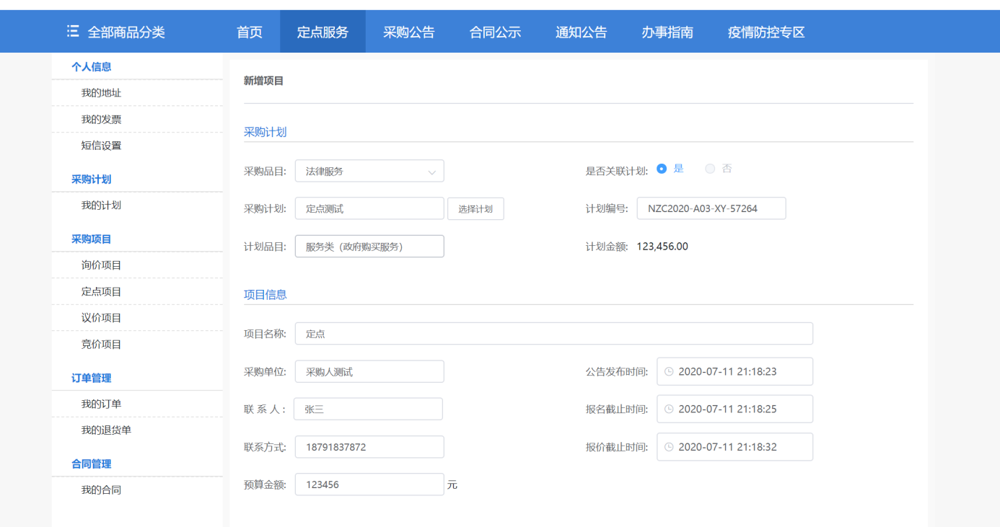 全部商品分类 首页 定点服务 采购公告 合同公示 通知公告 办事指南 疫情防控专区
个人信息
我的地址
我的发票
短信设置
采购计划
我的计划
采购项目
询价项目
定点项目
议价项目
竞价项目
订单管理
我的订单
我的退货单
合同管理
我的合同
新增项目
采购计划
采购品目: 法律服务 是否关联计划: 是 否
采购计划: 定点测试 选择计划 计划编号: NZC2020-A03-XY-57264
计划品目: 服务类（政府购买服务） 计划金额: 123,456.00
项目信息
项目名称: 定点
采购单位: 采购人测试 公告发布时间: 2020-07-11 21:18:23
联 系 人 : 张三 报名截止时间: 2020-07-11 21:18:25
联系方式: 18791837872 报价截止时间: 2020-07-11 21:18:32
预算金额: 123456 元